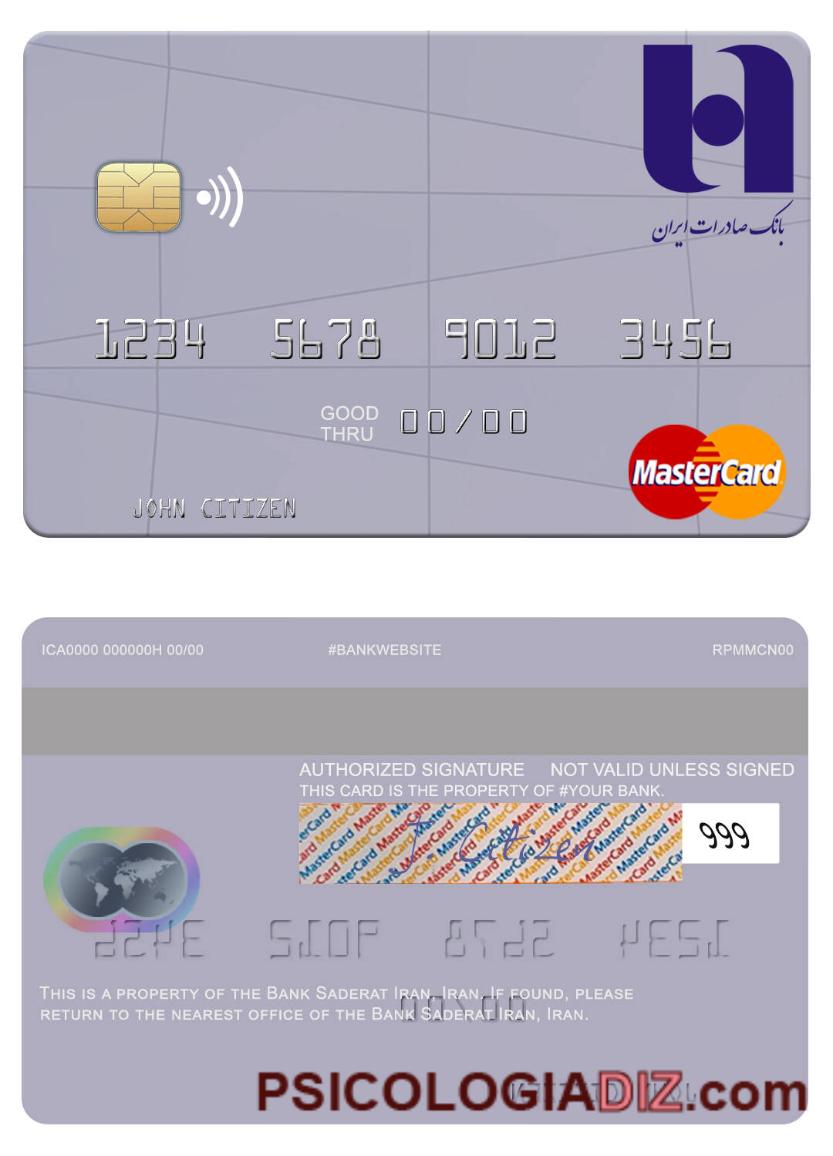 بانک صادرات ایران
1234 5678 9012 3456
GOOD THRU 00/00
JOHN CITIZEN
MasterCard
ICA0000 000000H 00/00 #BANKWEBSITE RPMMCN00
AUTHORIZED SIGNATURE NOT VALID UNLESS SIGNED
THIS CARD IS THE PROPERTY OF #YOUR BANK.
J. Citizen 999
THIS IS A PROPERTY OF THE BANK SADERAT IRAN, IRAN. IF FOUND, PLEASE
RETURN TO THE NEAREST OFFICE OF THE BANK SADERAT IRAN, IRAN.
PSICOLOGIADIZ.com